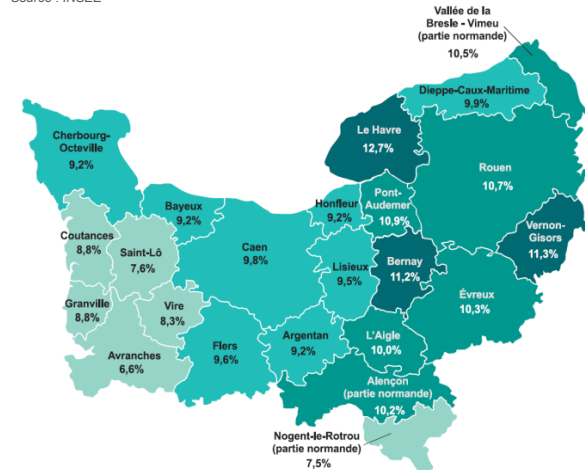 Source : INSEE
Vallée de la
Bresle - Vimeu
(partie normande)
10,5%
Dieppe-Caux-Maritime
9,9%
Le Havre
12,7%
Cherbourg-
Octeville
9,2%
Rouen
10,7%
Pont-
Audemer
10,9%
Honfleur
9,2%
Bayeux
9,2%
Vernon-
Gisors
11,3%
Coutances
8,8%
Saint-Lô
7,6%
Caen
9,8%
Lisieux
9,5%
Bernay
11,2%
Évreux
10,3%
Granville
8,8%
Vire
8,3%
Argentan
9,2%
L'Aigle
10,0%
Flers
9,6%
Avranches
6,6%
Alençon
(partie normande)
10,2%
Nogent-le-Rotrou
(partie normande)
7,5%